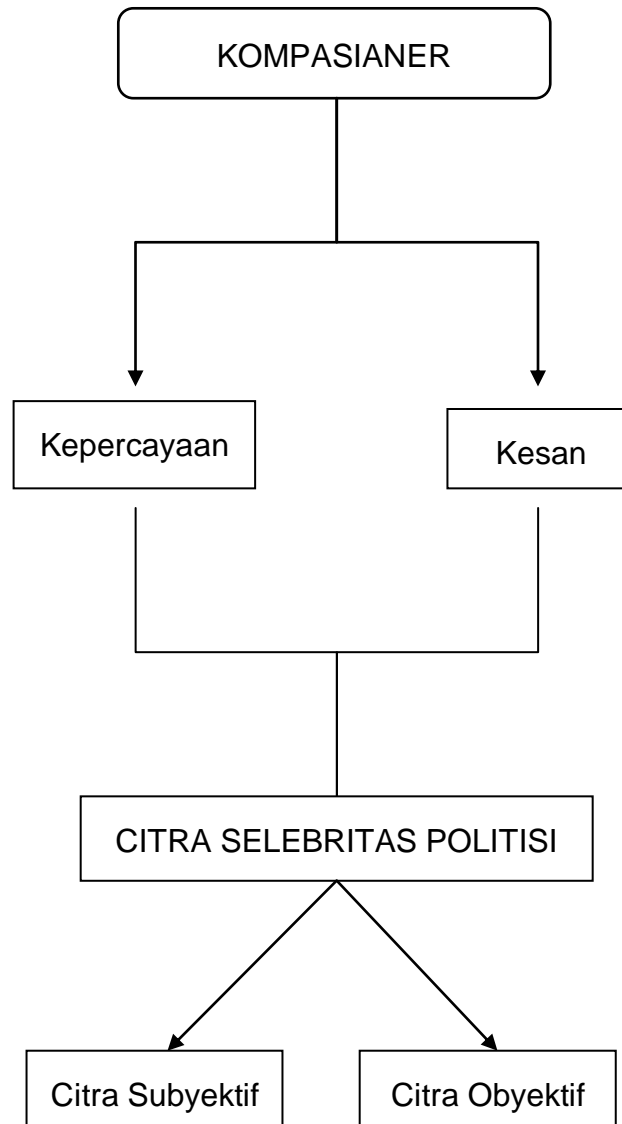 KOMPASIANER
Kepercayaan
Kesan
CITRA SELEBRITAS POLITISI
Citra Subyektif
Citra Obyektif